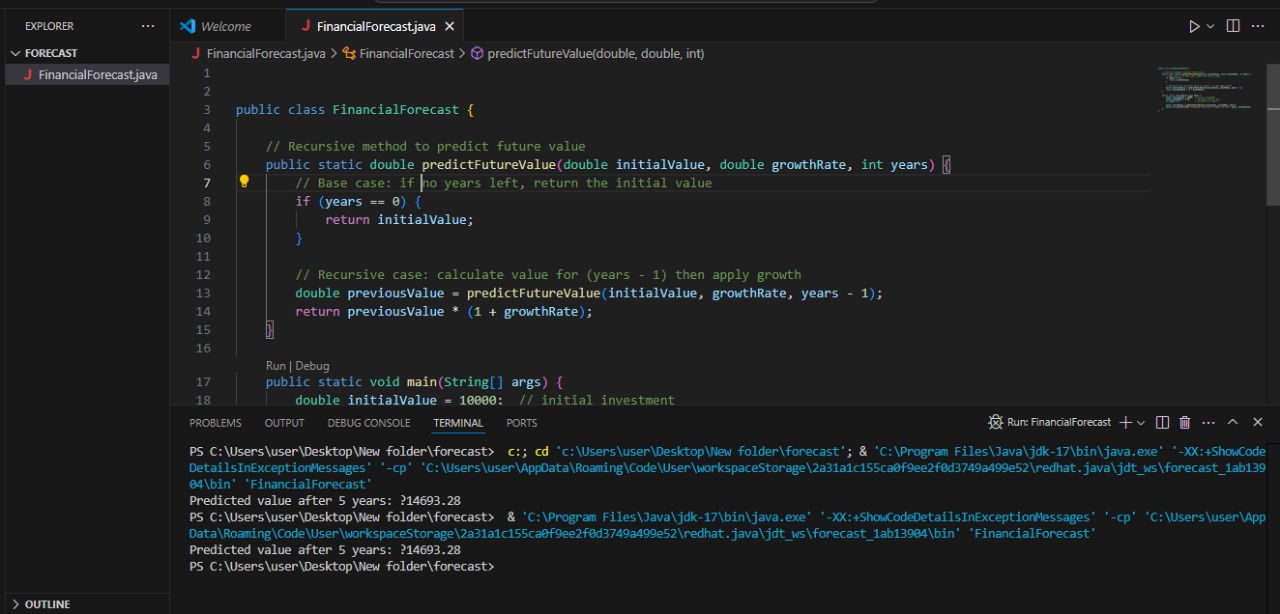 EXPLORER ...
FORECAST
J FinancialForecast.java
Welcome
J FinancialForecast.java
J FinancialForecast.java > FinancialForecast > predictFutureValue(double, double, int)
1
2
3 public class FinancialForecast {
4
5 // Recursive method to predict future value
6 public static double predictFutureValue(double initialValue, double growthRate, int years) {
7 // Base case: if no years left, return the initial value
8 if (years == 0) {
9 return initialValue;
10 }
11
12 // Recursive case: calculate value for (years - 1) then apply growth
13 double previousValue = predictFutureValue(initialValue, growthRate, years - 1);
14 return previousValue * (1 + growthRate);
15 }
16
Run | Debug
17 public static void main(String[] args) {
18 double initialValue = 10000; // initial investment
PROBLEMS OUTPUT DEBUG CONSOLE TERMINAL PORTS
Run: FinancialForecast
PS C:\Users\user\Desktop\New folder\forecast> c:; cd 'c:\Users\user\Desktop\New folder\forecast'; & 'C:\Program Files\Java\jdk-17\bin\java.exe' '-XX:+ShowCode
DetailsInExceptionMessages' '-cp' 'C:\Users\user\AppData\Roaming\Code\User\workspaceStorage\2a31a1c155ca0f9ee2f0d3749a499e52\redhat.java\jdt_ws\forecast_1ab139
04\bin' 'FinancialForecast'
Predicted value after 5 years: ?14693.28
PS C:\Users\user\Desktop\New folder\forecast> & 'C:\Program Files\Java\jdk-17\bin\java.exe' '-XX:+ShowCodeDetailsInExceptionMessages' '-cp' 'C:\Users\user\App
Data\Roaming\Code\User\workspaceStorage\2a31a1c155ca0f9ee2f0d3749a499e52\redhat.java\jdt_ws\forecast_1ab13904\bin' 'FinancialForecast'
Predicted value after 5 years: ?14693.28
PS C:\Users\user\Desktop\New folder\forecast>
OUTLINE